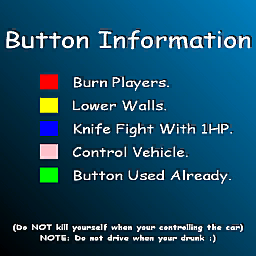 Button Information
Burn Players.
Lower Walls.
Knife Fight With 1HP.
Control Vehicle.
Button Used Already.
(Do NOT kill yourself when your controlling the car)
NOTE: Do not drive when your drunk :)